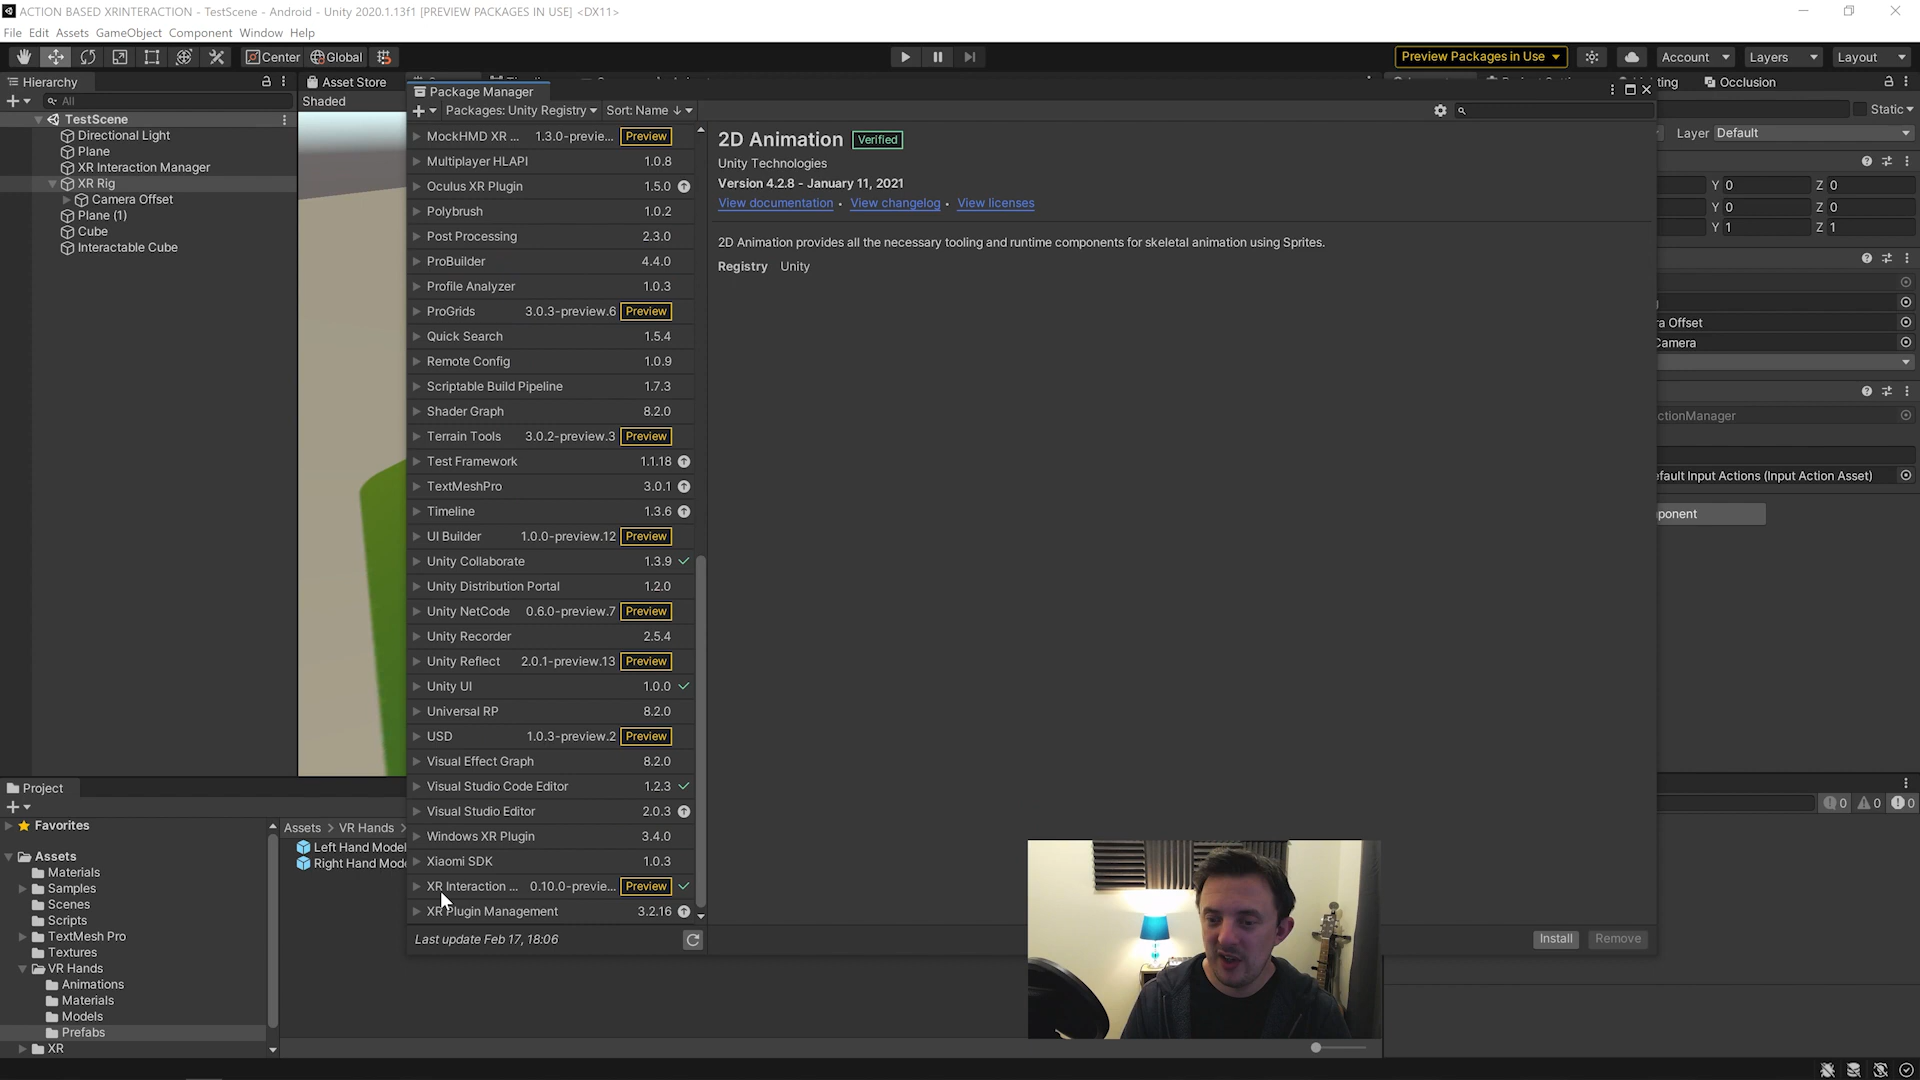 ACTION BASED XRINTERACTION - TestScene - Android - Unity 2020.1.13f1 [PREVIEW PACKAGES IN USE] <DX11>
File Edit Assets GameObject Component Window Help
Center Global Preview Packages in Use Account Layers Layout
Hierarchy Asset Store Occlusion
All Shaded
TestScene
Directional Light
Plane
XR Interaction Manager
XR Rig
Camera Offset
Plane (1)
Cube
Interactable Cube
Package Manager
Packages: Unity Registry Sort: Name ↓
MockHMD XR ... 1.3.0-previe... Preview
Multiplayer HLAPI 1.0.8
Oculus XR Plugin 1.5.0
Polybrush 1.0.2
Post Processing 2.3.0
ProBuilder 4.4.0
Profile Analyzer 1.0.3
ProGrids 3.0.3-preview.6 Preview
Quick Search 1.5.4
Remote Config 1.0.9
Scriptable Build Pipeline 1.7.3
Shader Graph 8.2.0
Terrain Tools 3.0.2-preview.3 Preview
Test Framework 1.1.18
TextMeshPro 3.0.1
Timeline 1.3.6
UI Builder 1.0.0-preview.12 Preview
Unity Collaborate 1.3.9
Unity Distribution Portal 1.2.0
Unity NetCode 0.6.0-preview.7 Preview
Unity Recorder 2.5.4
Unity Reflect 2.0.1-preview.13 Preview
Unity UI 1.0.0
Universal RP 8.2.0
USD 1.0.3-preview.2 Preview
Visual Effect Graph 8.2.0
Visual Studio Code Editor 1.2.3
Visual Studio Editor 2.0.3
Windows XR Plugin 3.4.0
Xiaomi SDK 1.0.3
XR Interaction ... 0.10.0-previe... Preview
XR Plugin Management 3.2.16
Last update Feb 17, 18:06
2D Animation Verified
Unity Technologies
Version 4.2.8 - January 11, 2021
View documentation • View changelog • View licenses
2D Animation provides all the necessary tooling and runtime components for skeletal animation using Sprites.
Registry Unity
Install Remove
Static
Layer Default
Y 0 Z 0
Y 0 Z 0
Y 1 Z 1
ra Offset
Camera
ctionManager
efault Input Actions (Input Action Asset)
ponent
Project
Favorites
Assets
Materials
Samples
Scenes
Scripts
TextMesh Pro
Textures
VR Hands
Animations
Materials
Models
Prefabs
XR
Assets > VR Hands >
Left Hand Model
Right Hand Mode
0 0 0